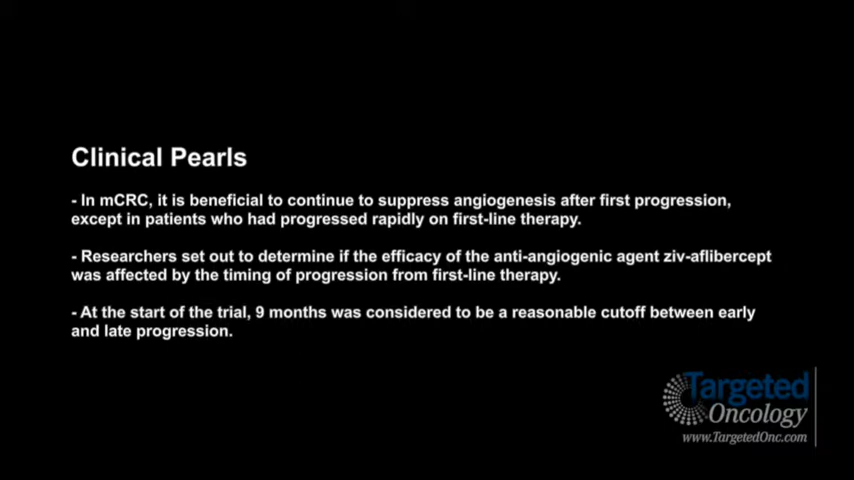 Clinical Pearls
- In mCRC, it is beneficial to continue to suppress angiogenesis after first progression,
except in patients who had progressed rapidly on first-line therapy.
- Researchers set out to determine if the efficacy of the anti-angiogenic agent ziv-aflibercept
was affected by the timing of progression from first-line therapy.
- At the start of the trial, 9 months was considered to be a reasonable cutoff between early
and late progression.
Targeted
Oncology
www.TargetedOnc.com